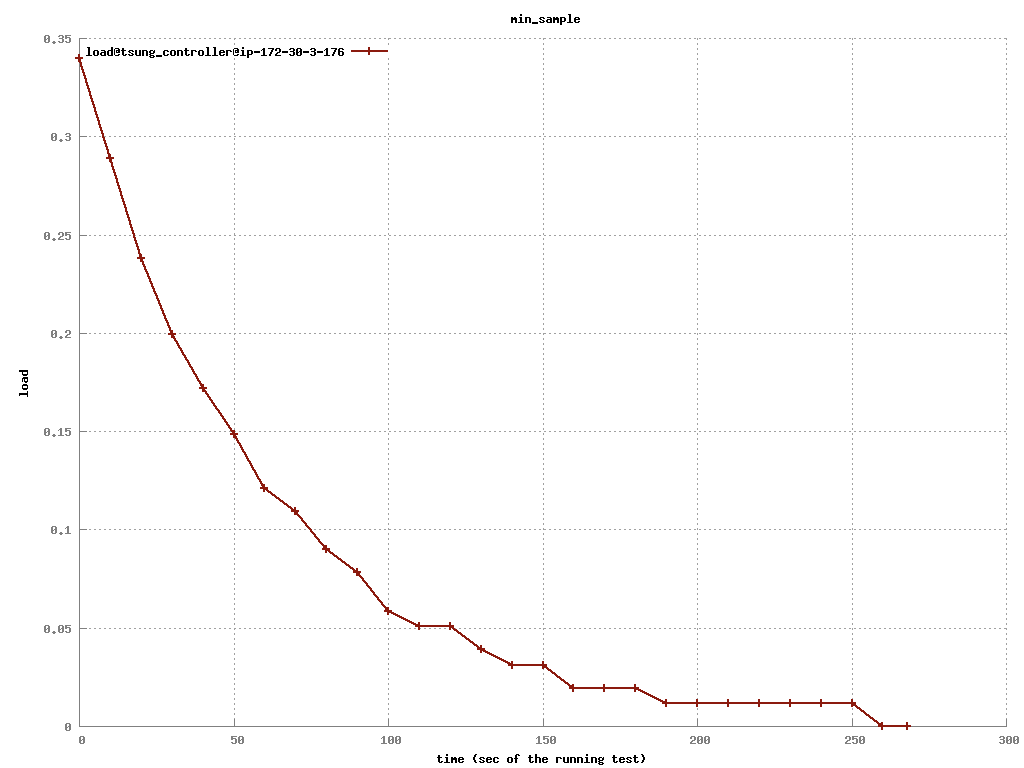 min_sample
0.35
load@tsung_controller@ip-172-30-3-176
0.3
0.25
0.2
load
0.15
0.1
0.05
0
0 50 100 150 200 250 300
time (sec of the running test)